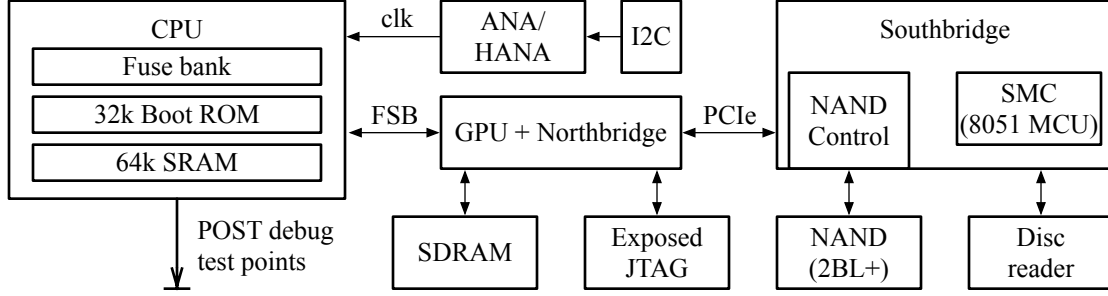 CPU
Fuse bank
32k Boot ROM
64k SRAM
POST debug
test points
clk
ANA/
HANA
I2C
FSB
GPU + Northbridge
PCIe
SDRAM
Exposed
JTAG
Southbridge
NAND
Control
SMC
(8051 MCU)
NAND
(2BL+)
Disc
reader